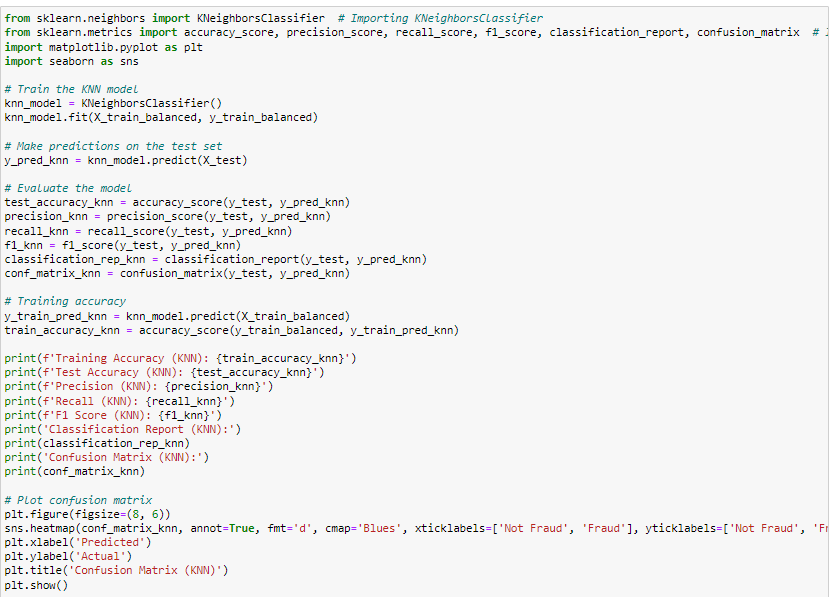 from sklearn.neighbors import KNeighborsClassifier  # Importing KNeighborsClassifier
from sklearn.metrics import accuracy_score, precision_score, recall_score, f1_score, classification_report, confusion_matrix  #
import matplotlib.pyplot as plt
import seaborn as sns

# Train the KNN model
knn_model = KNeighborsClassifier()
knn_model.fit(X_train_balanced, y_train_balanced)

# Make predictions on the test set
y_pred_knn = knn_model.predict(X_test)

# Evaluate the model
test_accuracy_knn = accuracy_score(y_test, y_pred_knn)
precision_knn = precision_score(y_test, y_pred_knn)
recall_knn = recall_score(y_test, y_pred_knn)
f1_knn = f1_score(y_test, y_pred_knn)
classification_rep_knn = classification_report(y_test, y_pred_knn)
conf_matrix_knn = confusion_matrix(y_test, y_pred_knn)

# Training accuracy
y_train_pred_knn = knn_model.predict(X_train_balanced)
train_accuracy_knn = accuracy_score(y_train_balanced, y_train_pred_knn)

print(f'Training Accuracy (KNN): {train_accuracy_knn}')
print(f'Test Accuracy (KNN): {test_accuracy_knn}')
print(f'Precision (KNN): {precision_knn}')
print(f'Recall (KNN): {recall_knn}')
print(f'F1 Score (KNN): {f1_knn}')
print('Classification Report (KNN):')
print(classification_rep_knn)
print('Confusion Matrix (KNN):')
print(conf_matrix_knn)

# Plot confusion matrix
plt.figure(figsize=(8, 6))
sns.heatmap(conf_matrix_knn, annot=True, fmt='d', cmap='Blues', xticklabels=['Not Fraud', 'Fraud'], yticklabels=['Not Fraud',
plt.xlabel('Predicted')
plt.ylabel('Actual')
plt.title('Confusion Matrix (KNN)')
plt.show()